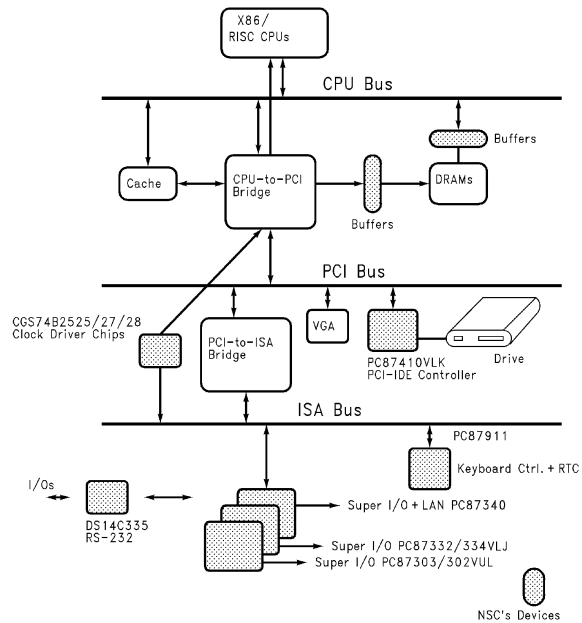 X86/
RISC CPUs
CPU Bus
Buffers
Cache
CPU-to-PCI
Bridge
DRAMs
Buffers
PCI Bus
CGS74B2525/27/28
Clock Driver Chips
PCI-to-ISA
Bridge
VGA
PC87410VLK
PCI-IDE Controller
Drive
ISA Bus
PC87911
Keyboard Ctrl. + RTC
I/Os
DS14C335
RS-232
Super I/O + LAN PC87340
Super I/O PC87332/334VLJ
Super I/O PC87303/302VUL
NSC's Devices